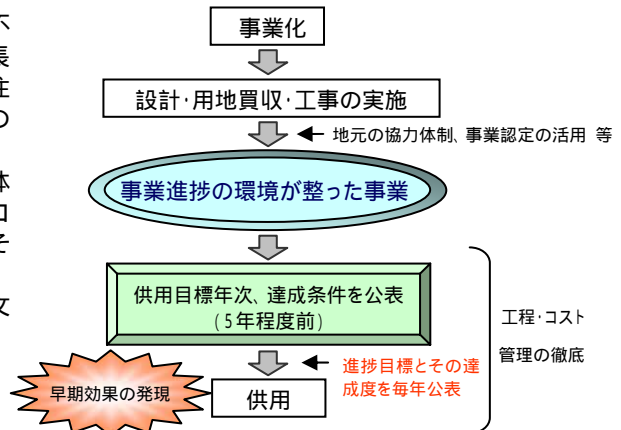 事業化
設計・用地買収・工事の実施
地元の協力体制、事業認定の活用 等
事業進捗の環境が整った事業
供用目標年次、達成条件を公表
(5年程度前)
工程・コスト
管理の徹底
進捗目標とその達
成度を毎年公表
早期効果の発現
供用